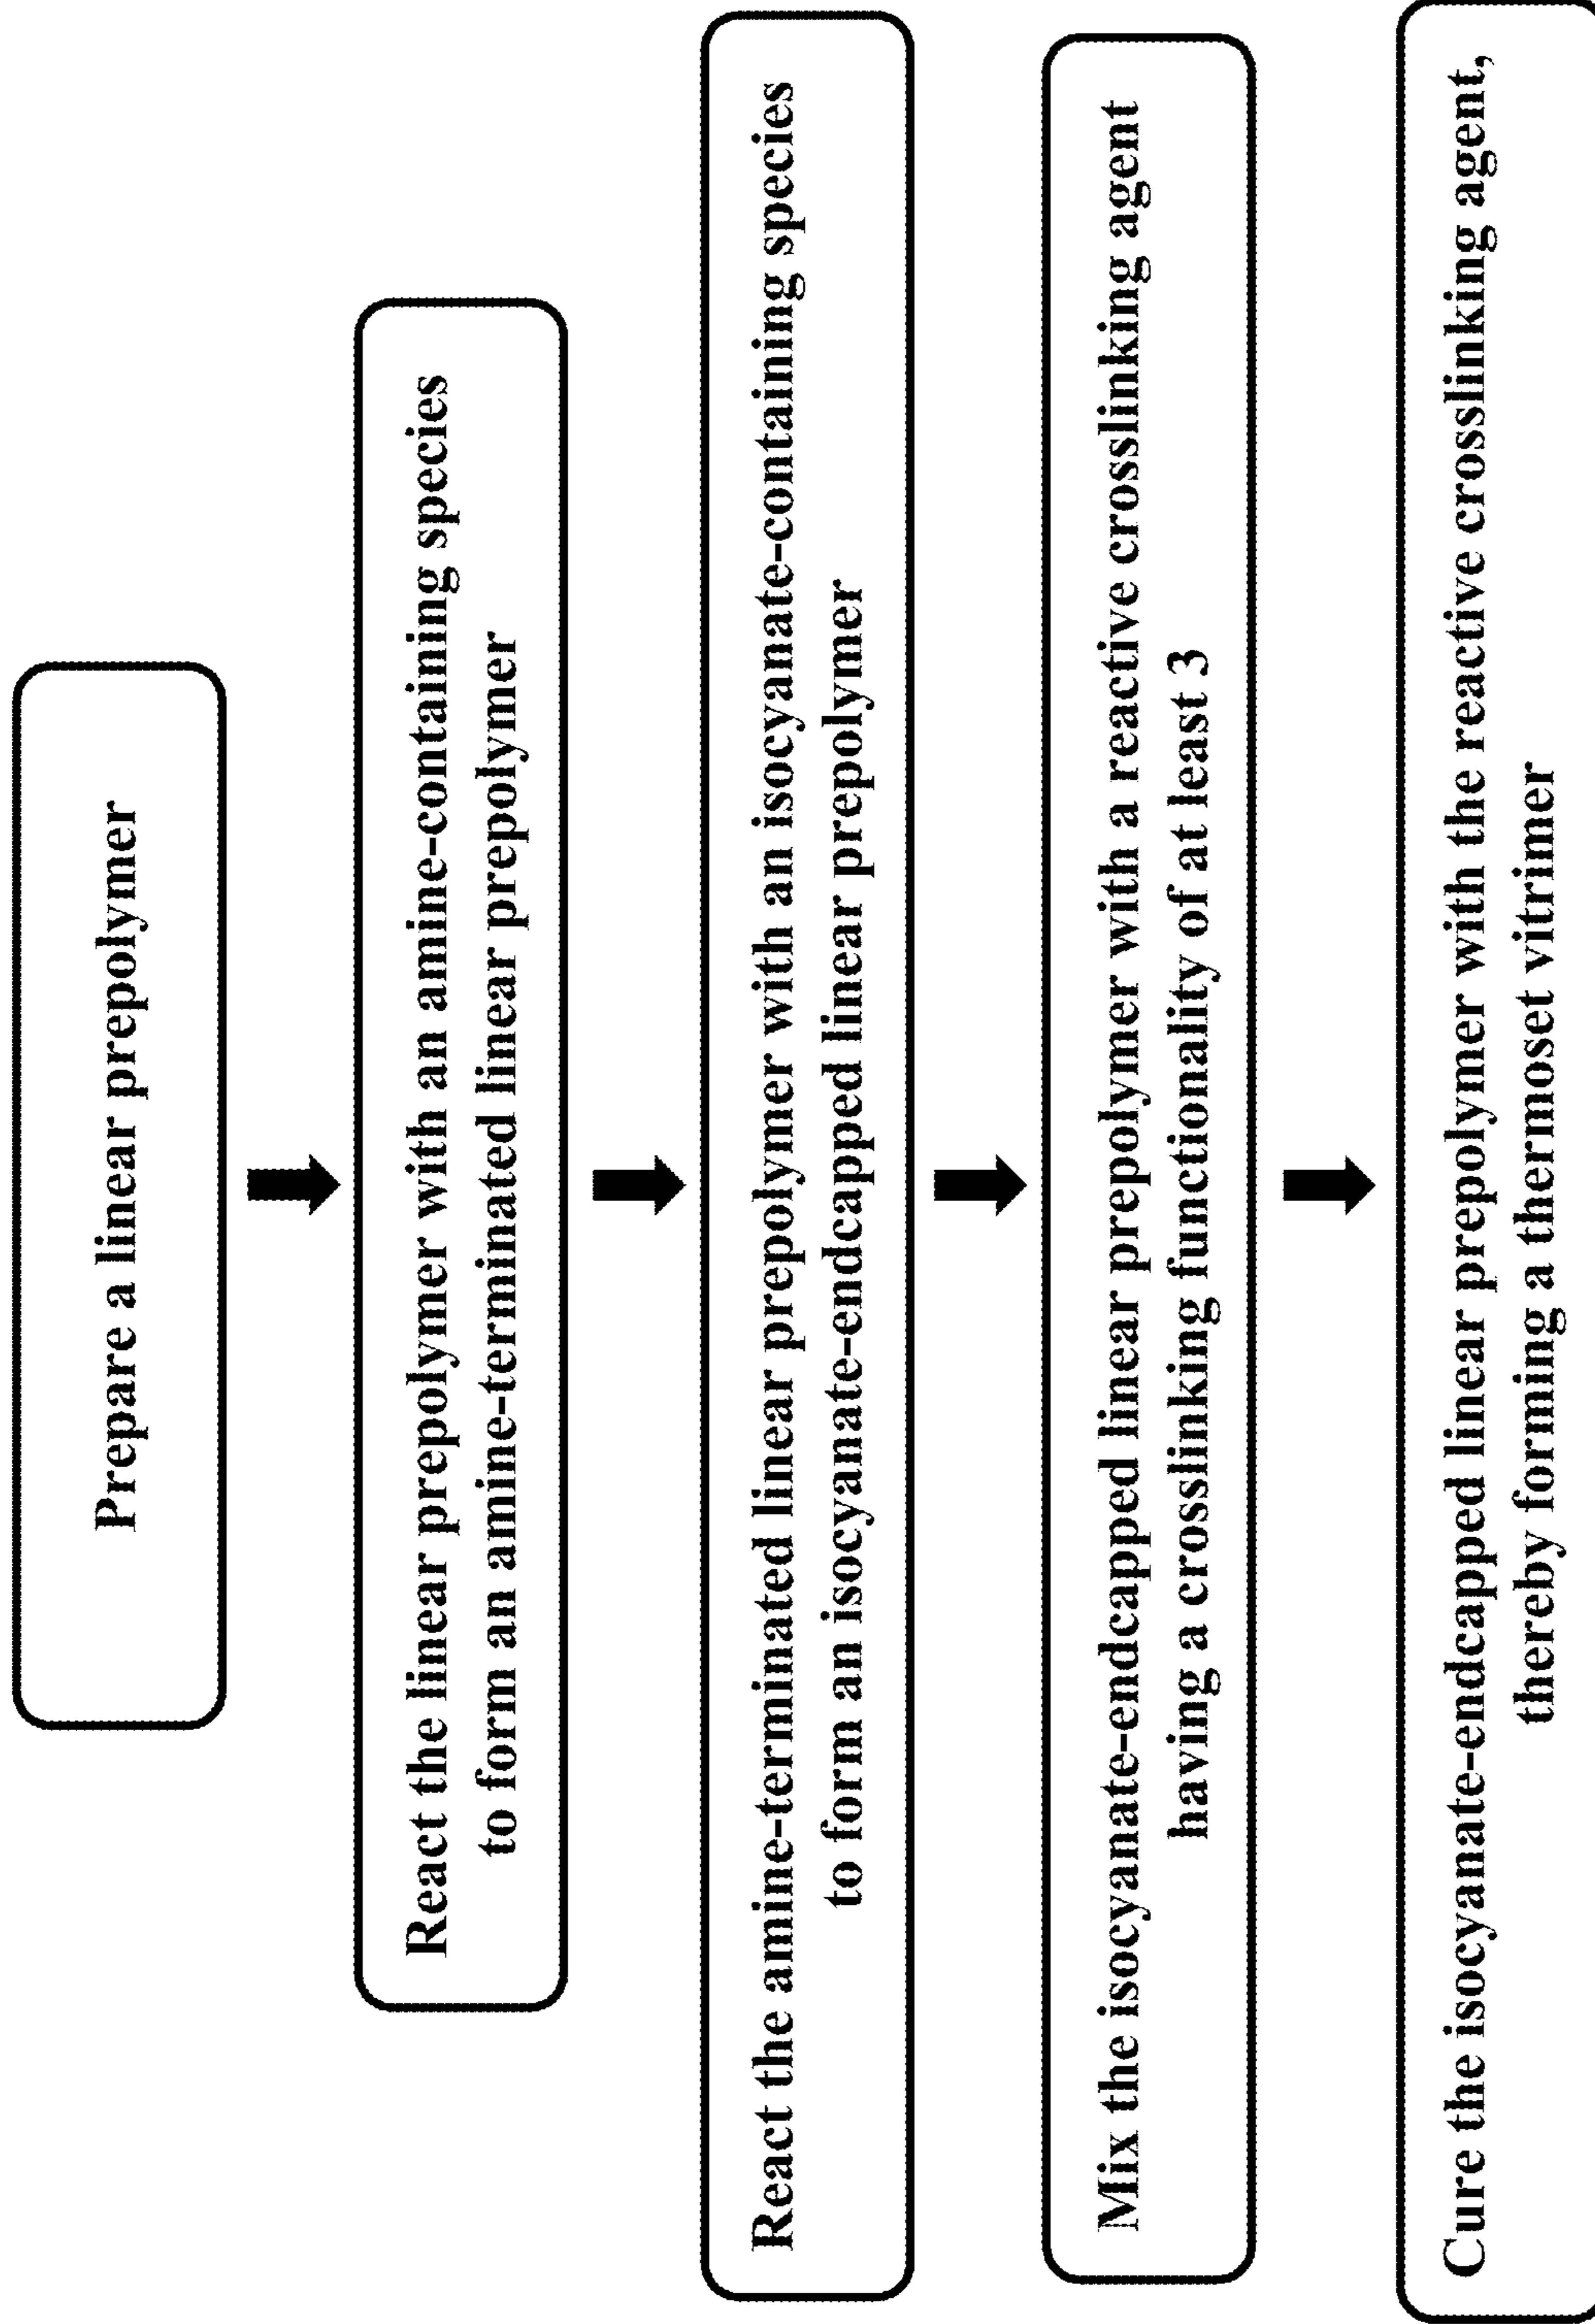 Prepare a linear prepolymer
React the linear prepolymer with an amine-containing species
to form an amine-terminated linear prepolymer
React the amine-terminated linear prepolymer with an isocyanate-containing species
to form an isocyanate-endcapped linear prepolymer
Mix the isocyanate-endcapped linear prepolymer with a reactive crosslinking agent
having a crosslinking functionality of at least 3
Cure the isocyanate-endcapped linear prepolymer with the reactive crosslinking agent,
thereby forming a thermoset vitrimer